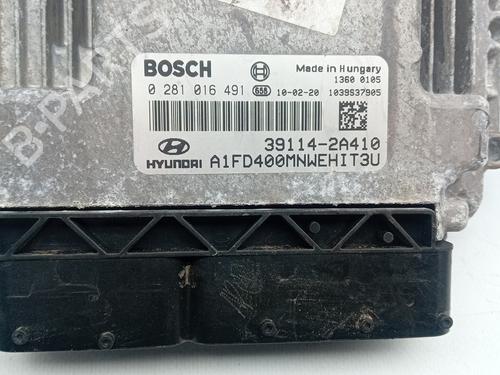 BOSCH
Made in Hungary
1360 0105
0 281 016 491 655 10-02-20 1039S37905
39114-2A410
HYUNDAI A1FD400MNWEHIT3U